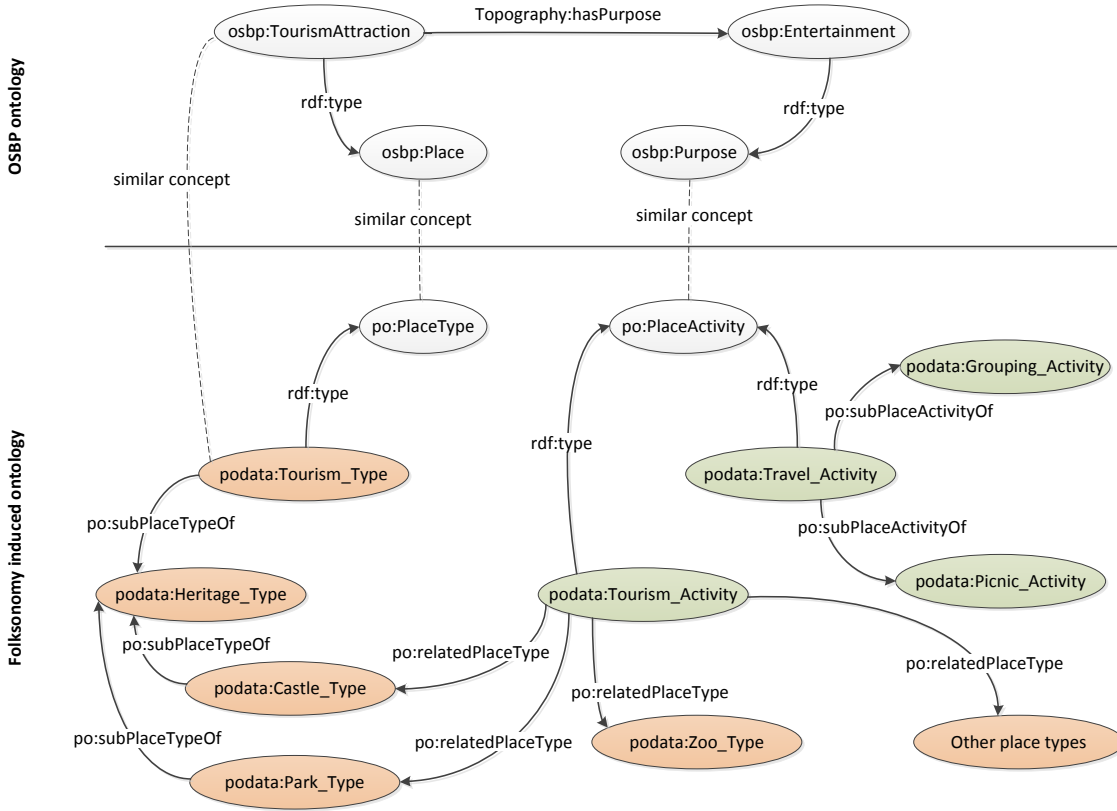 OSBP ontology
osbp:TourismAttraction
Topography:hasPurpose
osbp:Entertainment
rdf:type
rdf:type
osbp:Place
osbp:Purpose
similar concept
similar concept
similar concept
Folksonomy induced ontology
po:PlaceType
po:PlaceActivity
podata:Grouping_Activity
rdf:type
rdf:type
po:subPlaceActivityOf
rdf:type
podata:Tourism_Type
podata:Travel_Activity
po:subPlaceTypeOf
po:subPlaceActivityOf
podata:Heritage_Type
podata:Tourism_Activity
podata:Picnic_Activity
po:subPlaceTypeOf
po:relatedPlaceType
po:relatedPlaceType
podata:Castle_Type
po:relatedPlaceType
po:subPlaceTypeOf
po:relatedPlaceType
podata:Zoo_Type
Other place types
podata:Park_Type